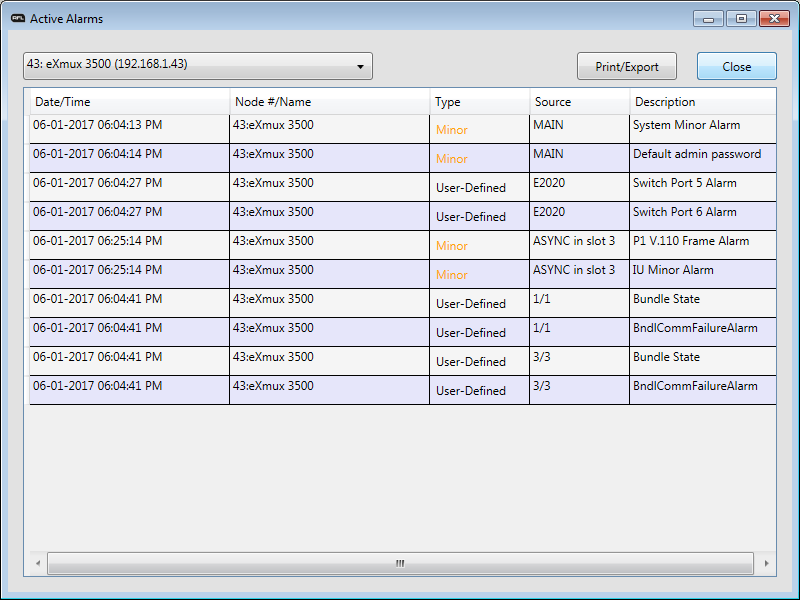 AFL Active Alarms
43: eXmux 3500 (192.168.1.43) Print/Export Close
Date/Time Node #/Name Type Source Description
06-01-2017 06:04:13 PM 43:eXmux 3500 Minor MAIN System Minor Alarm
06-01-2017 06:04:14 PM 43:eXmux 3500 Minor MAIN Default admin password
06-01-2017 06:04:27 PM 43:eXmux 3500 User-Defined E2020 Switch Port 5 Alarm
06-01-2017 06:04:27 PM 43:eXmux 3500 User-Defined E2020 Switch Port 6 Alarm
06-01-2017 06:25:14 PM 43:eXmux 3500 Minor ASYNC in slot 3 P1 V.110 Frame Alarm
06-01-2017 06:25:14 PM 43:eXmux 3500 Minor ASYNC in slot 3 IU Minor Alarm
06-01-2017 06:04:41 PM 43:eXmux 3500 User-Defined 1/1 Bundle State
06-01-2017 06:04:41 PM 43:eXmux 3500 User-Defined 1/1 BndlCommFailureAlarm
06-01-2017 06:04:41 PM 43:eXmux 3500 User-Defined 3/3 Bundle State
06-01-2017 06:04:41 PM 43:eXmux 3500 User-Defined 3/3 BndlCommFailureAlarm